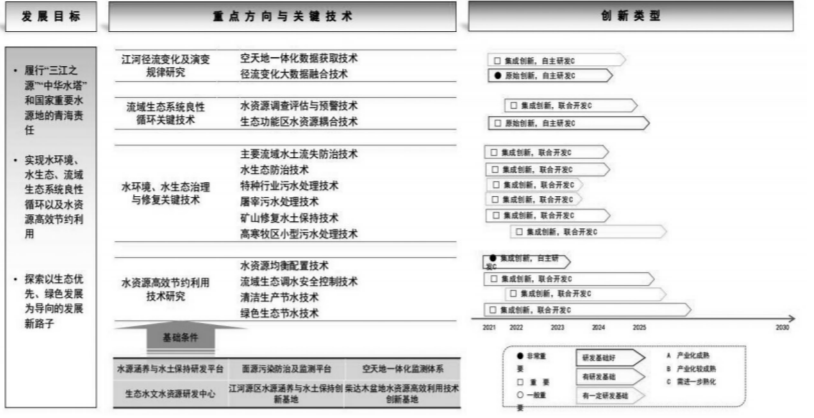 发展目标
重点方向与关键技术
创新类型
• 履行“三江之
源”“中华水塔”
和国家重要水
源地的青海责
任
• 实现水环境、
水生态、流域
生态系统良性
循环以及水资
源高效节约利
用
• 探索以生态优
先、绿色发展
为导向的发展
新路子
江河径流变化及演变
规律研究
空天地一体化数据获取技术
径流变化大数据融合技术
□ 集成创新，自主研发C
● 原始创新，自主研发C
流域生态系统良性
循环关键技术
水资源调查评估与预警技术
生态功能区水资源耦合技术
□ 集成创新，联合开发C
□ 原始创新，自主研发C
水环境、水生态治理
与修复关键技术
主要流域水土流失防治技术
水生态防治技术
特种行业污水处理技术
屠宰污水处理技术
矿山修复水土保持技术
高寒牧区小型污水处理技术
□ 集成创新，联合开发C
□ 集成创新，联合开发C
□ 集成创新，联合开发C
□ 集成创新，联合开发C
□ 集成创新，联合开发C
□ 集成创新，联合开发C
水资源高效节约利用
技术研究
水资源均衡配置技术
流域生态调水安全控制技术
清洁生产节水技术
绿色生态节水技术
● 集成创新，自主研
发C
□ 集成创新，联合开发C
□ 集成创新，联合开发C
□ 集成创新，联合开发C
2021 2022 2023 2024 2025 2030
基础条件
水源涵养与水土保持研发平台
面源污染防治及监测平台
空天地一体化监测体系
生态水文水资源研发中心
江河源区水源涵养与水土保持创
新基地
柴达木盆地水资源高效利用技术
创新基地
● 非常重
要
□ 重 要
○ 一般重
要
研发基础好
有研发基础
有一定研发基础
A 产业化成熟
B 产业化较成熟
C 需进一步熟化